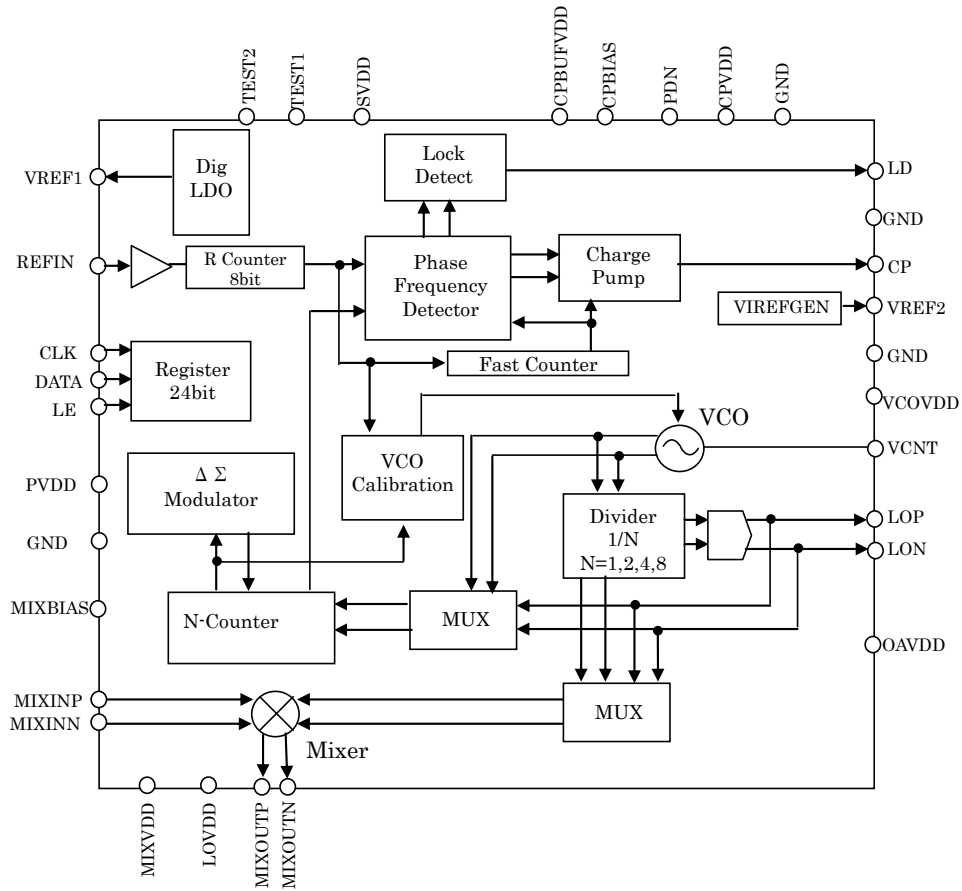 TEST2
TEST1
SVDD
CPBUFVDD
CPBIAS
PDN
CPVDD
GND
VREF1
Dig
LDO
Lock
Detect
LD
GND
REFIN
R Counter
8bit
Phase
Frequency
Detector
Charge
Pump
CP
VIREFGEN
VREF2
CLK
DATA
LE
Register
24bit
Fast Counter
GND
VCOVDD
VCO
VCNT
PVDD
Δ Σ
Modulator
VCO
Calibration
Divider
1/N
N=1,2,4,8
LOP
LON
GND
MIXBIAS
N-Counter
MUX
OAVDD
MIXINP
MIXINN
Mixer
MUX
MIXVDD
LOVDD
MIXOUTP
MIXOUTN